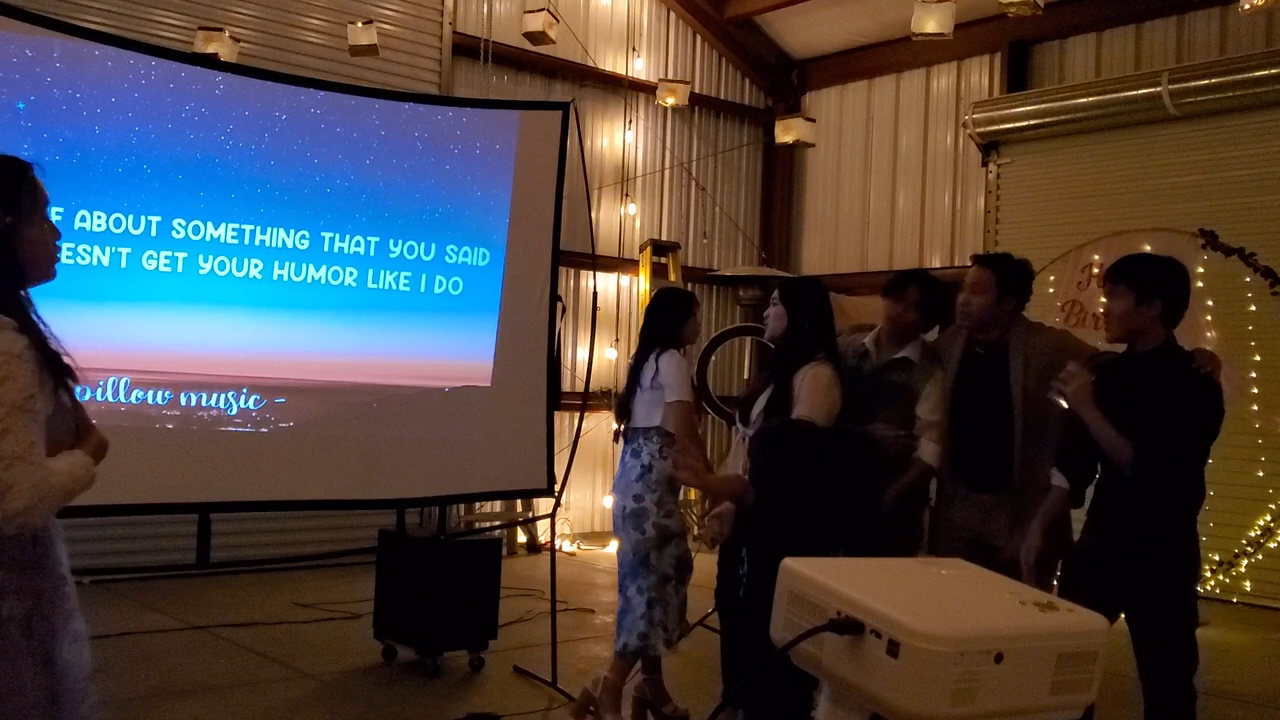 F ABOUT SOMETHING THAT YOU SAID
ESN'T GET YOUR HUMOR LIKE I DO
pillow music -